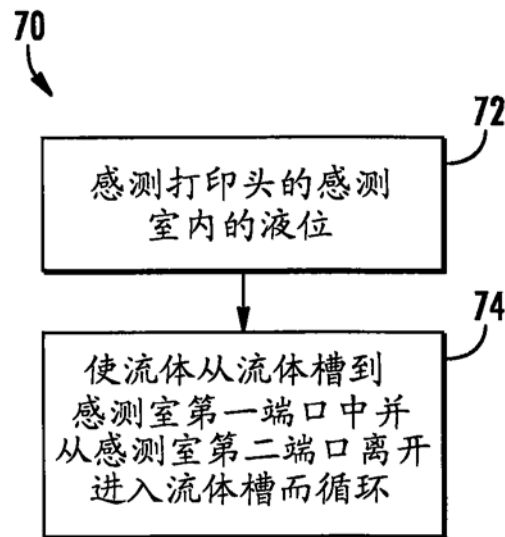 70
72
感测打印头的感测
室内的液位
74
使流体从流体槽到
感测室第一端口中并
从感测室第二端口离开
进入流体槽而循环